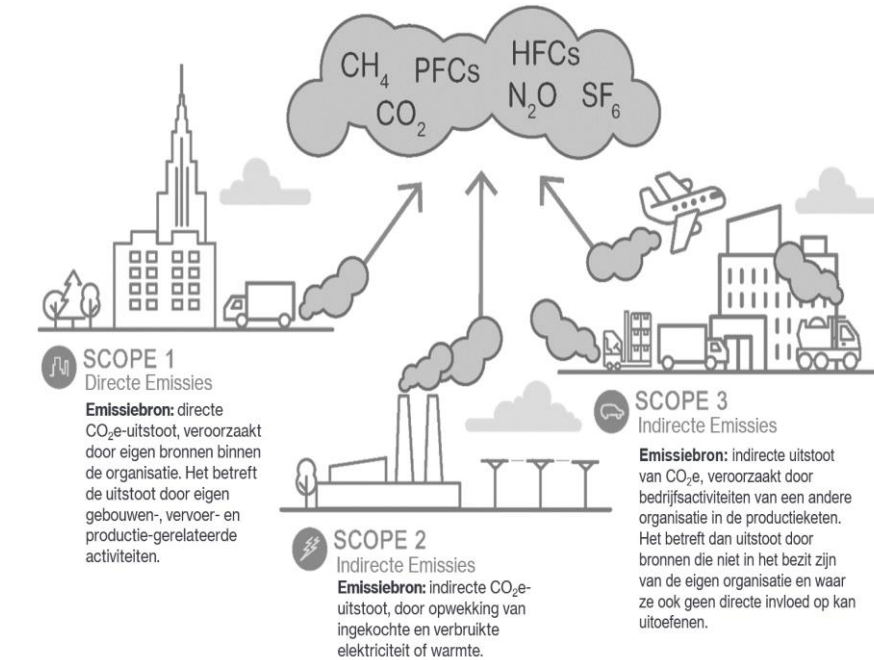 CH₄ PFCs HFCs
CO₂ N₂O SF₆
SCOPE 1
Directe Emissies
Emissiebron: directe
CO₂e-uitstoot, veroorzaakt
door eigen bronnen binnen
de organisatie. Het betreft
de uitstoot door eigen
gebouwen-, vervoer- en
productie-gerelateerde
activiteiten.
SCOPE 2
Indirecte Emissies
Emissiebron: indirecte CO₂e-
uitstoot, door opwekking van
ingekochte en verbruikte
elektriciteit of warmte.
SCOPE 3
Indirecte Emissies
Emissiebron: indirecte uitstoot
van CO₂e, veroorzaakt door
bedrijfsactiviteiten van een andere
organisatie in de productieketen.
Het betreft dan uitstoot door
bronnen die niet in het bezit zijn
van de eigen organisatie en waar
ze ook geen directe invloed op kan
uitoefenen.